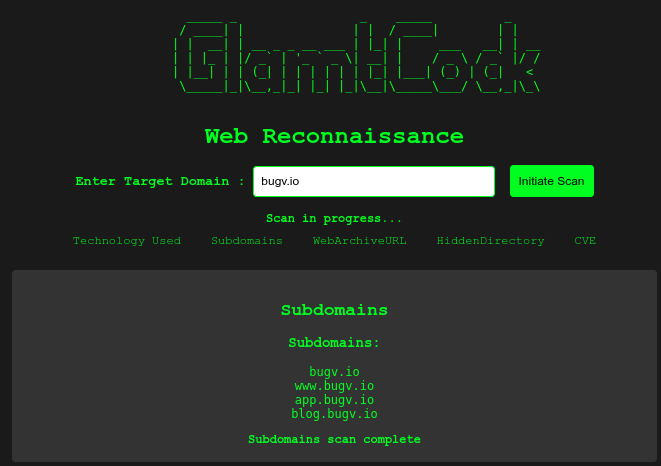 Web Reconnaissance
Enter Target Domain : bugv.io Initiate Scan
Scan in progress...
Technology Used Subdomains WebArchiveURL HiddenDirectory CVE
Subdomains
Subdomains:
bugv.io
www.bugv.io
app.bugv.io
blog.bugv.io
Subdomains scan complete